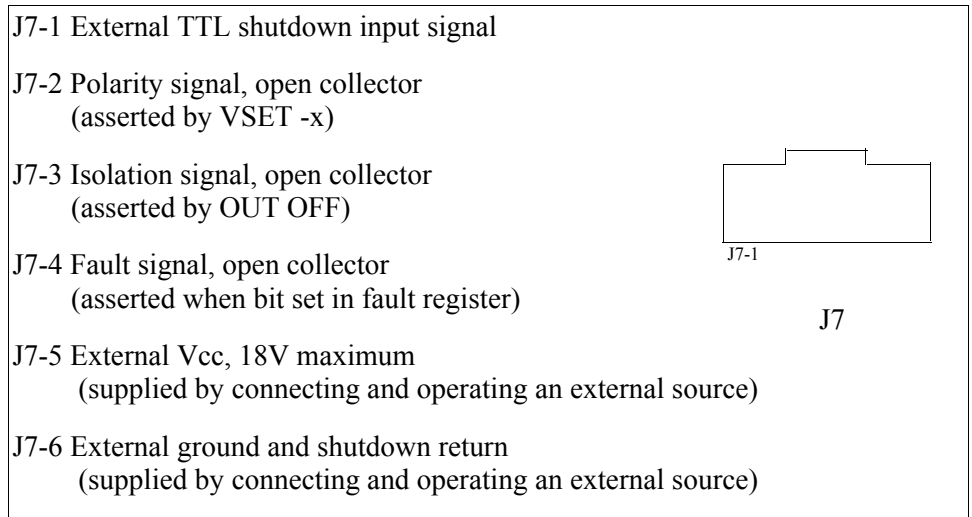 J7-1 External TTL shutdown input signal
J7-2 Polarity signal, open collector
(asserted by VSET -x)
J7-3 Isolation signal, open collector
(asserted by OUT OFF)
J7-4 Fault signal, open collector
(asserted when bit set in fault register)
J7-5 External Vcc, 18V maximum
(supplied by connecting and operating an external source)
J7-6 External ground and shutdown return
(supplied by connecting and operating an external source)
J7-1
J7